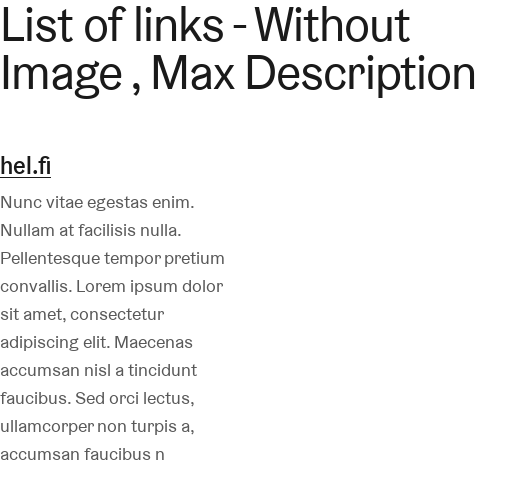 List of links - Without
Image , Max Description
hel.fi
Nunc vitae egestas enim.
Nullam at facilisis nulla.
Pellentesque tempor pretium
convallis. Lorem ipsum dolor
sit amet, consectetur
adipiscing elit. Maecenas
accumsan nisl a tincidunt
faucibus. Sed orci lectus,
ullamcorper non turpis a,
accumsan faucibus n